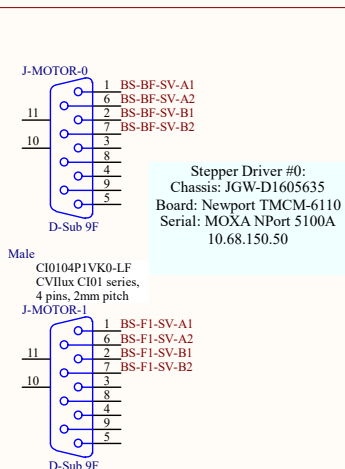 J-MOTOR-0
1 BS-BF-SV-A1
6 BS-BF-SV-A2
11 2 BS-BF-SV-B1
7 BS-BF-SV-B2
10 3
8
4
9
5
D-Sub 9F
Stepper Driver #0:
Chassis: JGW-D1605635
Board: Newport TMCM-6110
Serial: MOXA NPort 5100A
10.68.150.50
Male
CI0104P1VK0-LF
CVIlux CI01 series,
4 pins, 2mm pitch
J-MOTOR-1
1 BS-F1-SV-A1
6 BS-F1-SV-A2
11 2 BS-F1-SV-B1
7 BS-F1-SV-B2
10 3
8
4
9
5
D-Sub 9F